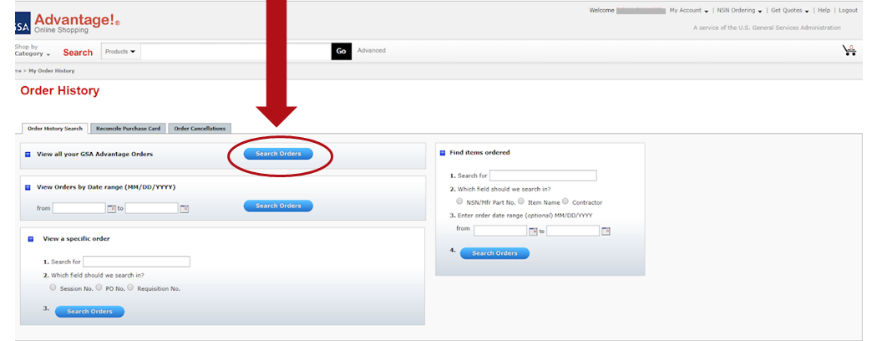 Welcome
My Account | NSN Ordering | Get Quotes | Help | Logout
GSA Advantage!®
Online Shopping
A service of the U.S. General Services Administration
Shop by
Category
Search
Products
Go
Advanced
> My Order History
Order History
Order History Search
Reconcile Purchase Card
Order Cancellations
View all your GSA Advantage Orders
Search Orders
View Orders by Date range (MM/DD/YYYY)
from to
Search Orders
View a specific order
1. Search for
2. Which field should we search in?
Session No. PO No. Requisition No.
3. Search Orders
Find items ordered
1. Search for
2. Which field should we search in?
NSN/Mfr Part No. Item Name Contractor
3. Enter order date range (optional) MM/DD/YYYY
from to
4. Search Orders